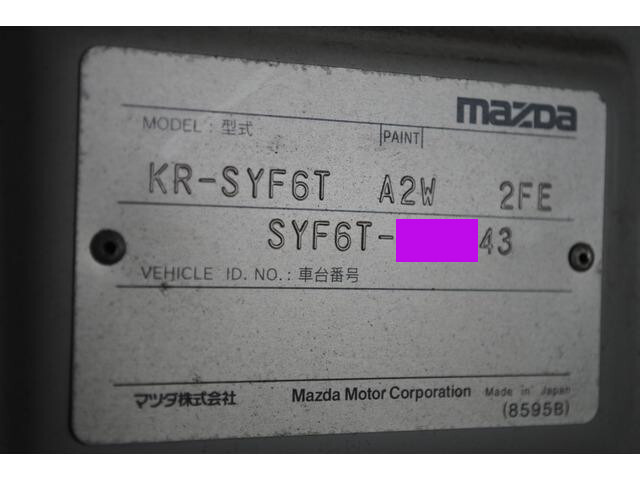 mazda
MODEL : 型式 PAINT
KR-SYF6T A2W 2FE
SYF6T- 43
VEHICLE ID. NO. : 車台番号
マツダ株式会社 Mazda Motor Corporation Made in Japan
(8595B)